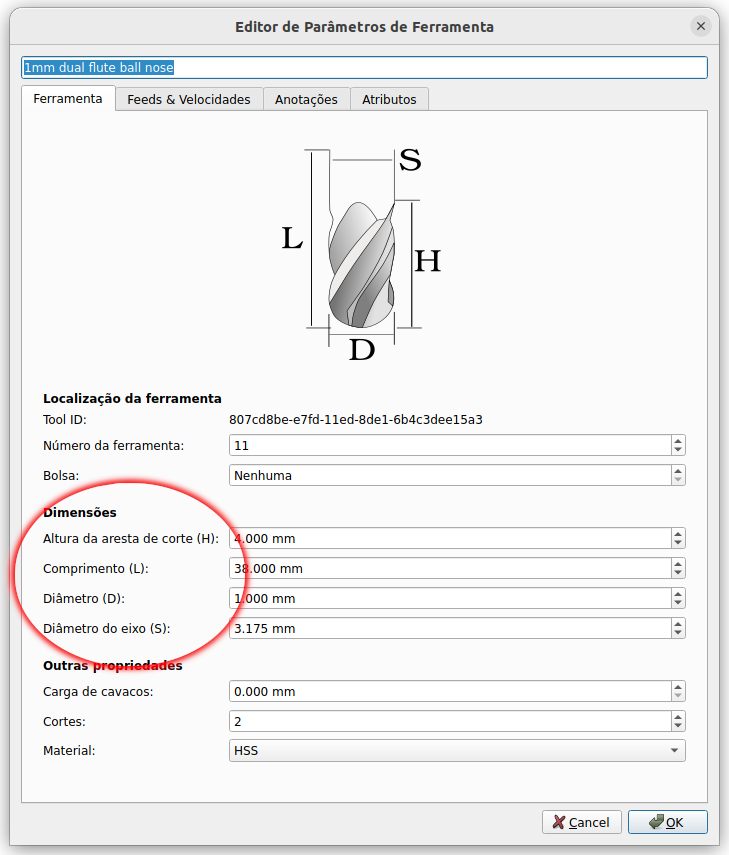 Editor de Parâmetros de Ferramenta
1mm dual flute ball nose
Ferramenta Feeds & Velocidades Anotações Atributos
S
L
H
D
Localização da ferramenta
Tool ID: 807cd8be-e7fd-11ed-8de1-6b4c3dee15a3
Número da ferramenta: 11
Bolsa: Nenhuma
Dimensões
Altura da aresta de corte (H): 4.000 mm
Comprimento (L): 38.000 mm
Diâmetro (D): 1.000 mm
Diâmetro do eixo (S): 3.175 mm
Outras propriedades
Carga de cavacos: 0.000 mm
Cortes: 2
Material: HSS
Cancel OK